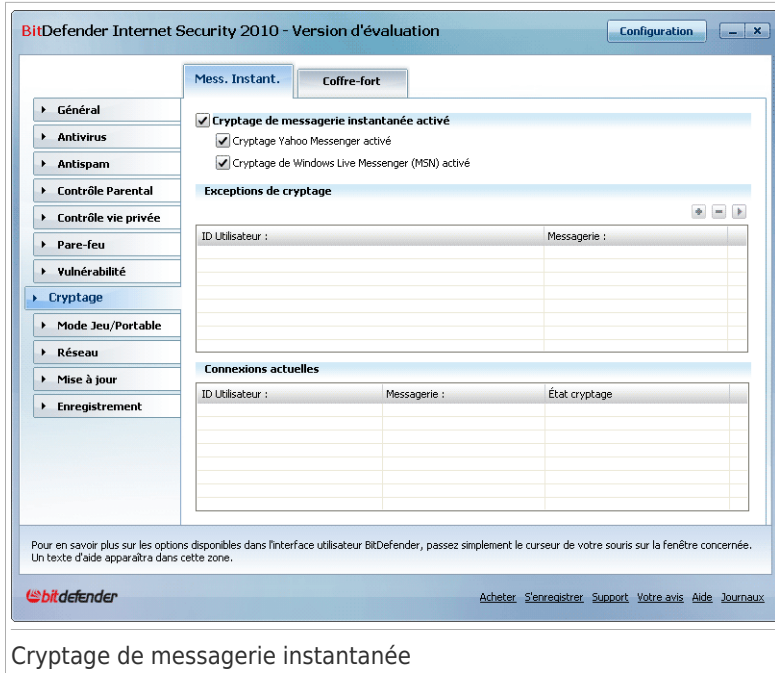 BitDefender Internet Security 2010 - Version d'évaluation
Configuration
Mess. Instant.
Coffre-fort
Général
Antivirus
Antispam
Contrôle Parental
Contrôle vie privée
Pare-feu
Vulnérabilité
Cryptage
Mode Jeu/Portable
Réseau
Mise à jour
Enregistrement
Cryptage de messagerie instantanée activé
Cryptage Yahoo Messenger activé
Cryptage de Windows Live Messenger (MSN) activé
Exceptions de cryptage
ID Utilisateur : Messagerie :
Connexions actuelles
ID Utilisateur : Messagerie : État cryptage
Pour en savoir plus sur les options disponibles dans l'interface utilisateur BitDefender, passez simplement le curseur de votre souris sur la fenêtre concernée.
Un texte d'aide apparaîtra dans cette zone.
bitdefender
Acheter S'enregistrer Support Votre avis Aide Journaux
Cryptage de messagerie instantanée